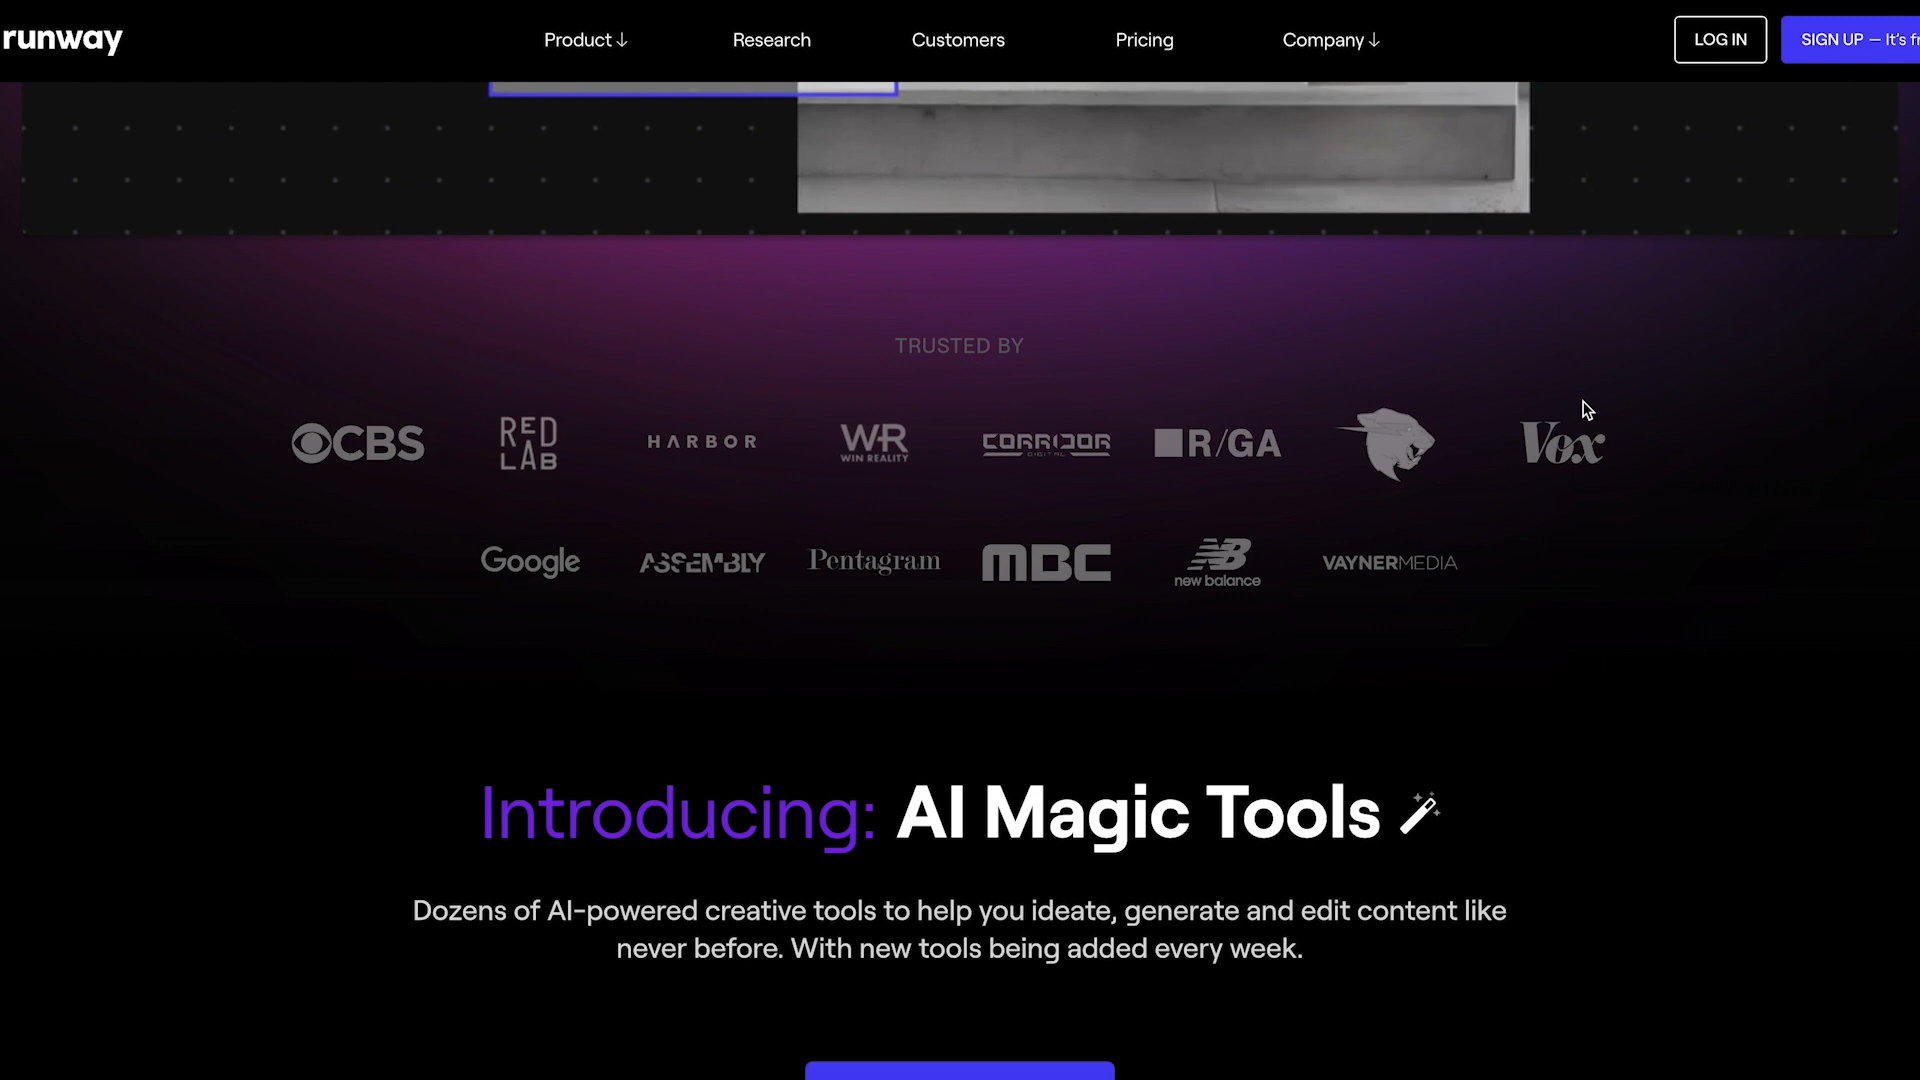 runway
Product ↓
Research
Customers
Pricing
Company ↓
LOG IN
SIGN UP — It's fr
TRUSTED BY
CBS
RED
LAB
HARBOR
WR
WIN REALITY
CORRIDOR
DIGITAL
R/GA
Vox
Google
ASSEMBLY
Pentagram
MBC
NB
new balance
VAYNERMEDIA
Introducing: AI Magic Tools
Dozens of AI-powered creative tools to help you ideate, generate and edit content like
never before. With new tools being added every week.